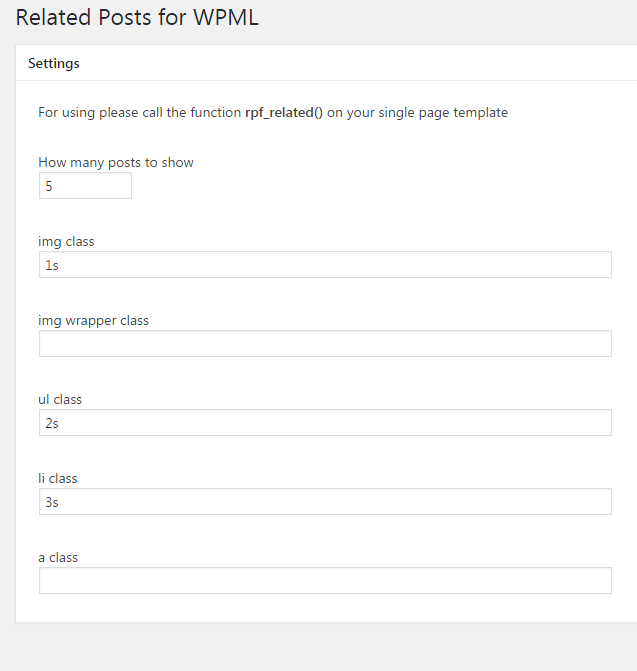 Related Posts for WPML
Settings
For using please call the function rpf_related() on your single page template
How many posts to show
5
img class
1s
img wrapper class
ul class
2s
li class
3s
a class